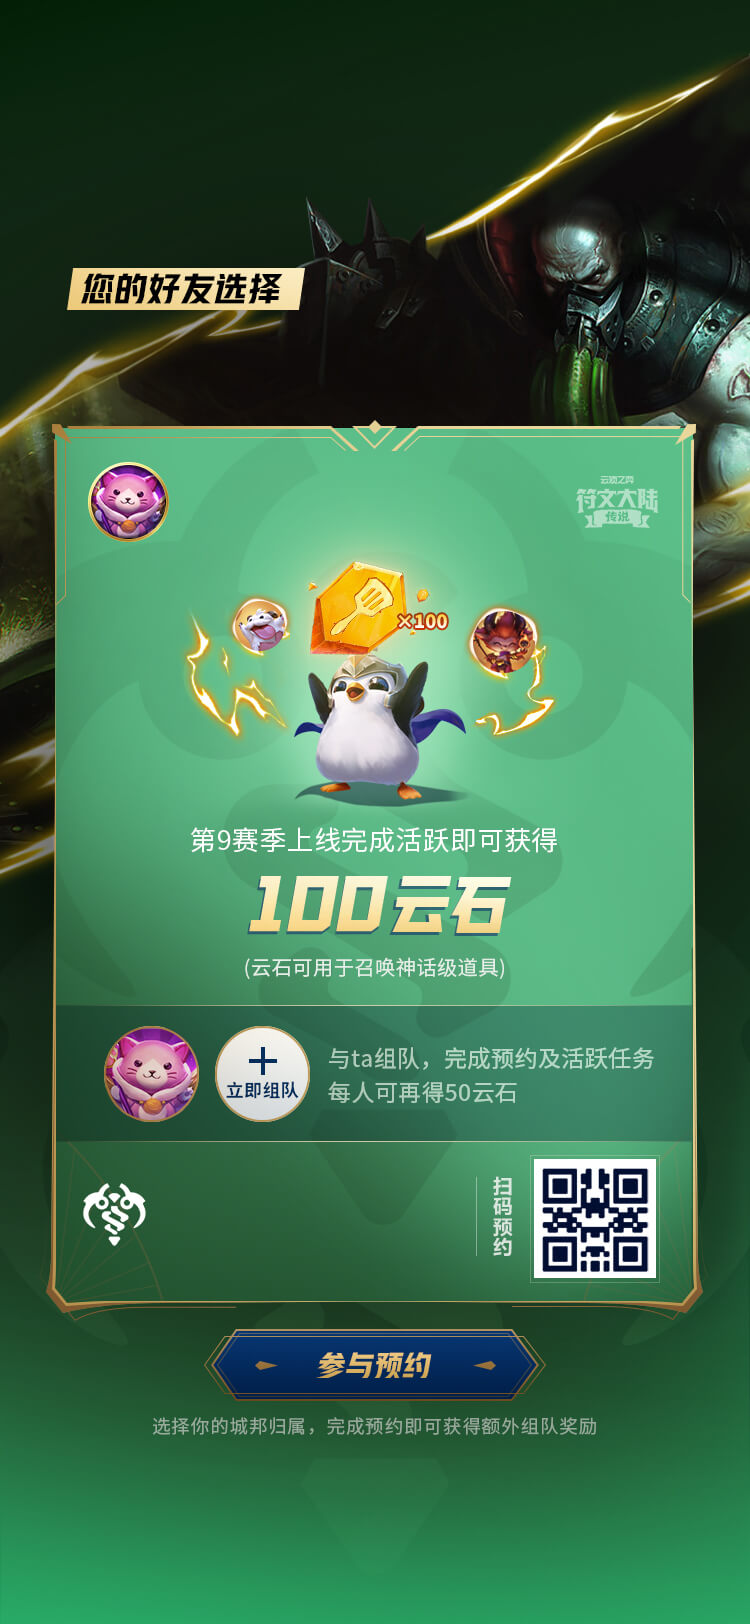 您的好友选择
云顶之弈
符文大陆
传说
×100
第9赛季上线完成活跃即可获得
100云石
(云石可用于召唤神话级道具)
立即组队
与ta组队，完成预约及活跃任务
每人可再得50云石
扫码预约
参与预约
选择你的城邦归属，完成预约即可获得额外组队奖励